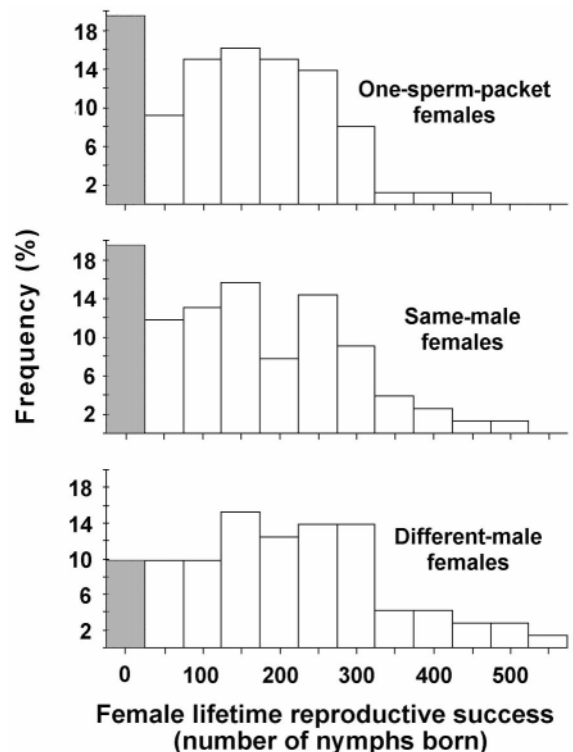 18
14
10
6
2
One-sperm-packet
females
18
14
10
6
2
Same-male
females
Frequency (%)
18
14
10
6
2
Different-male
females
0 100 200 300 400 500
Female lifetime reproductive success
(number of nymphs born)